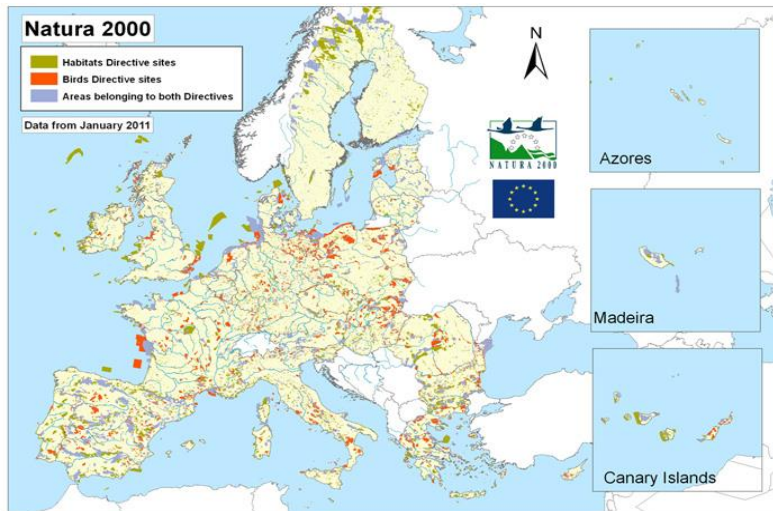 Natura 2000
Habitats Directive sites
Birds Directive sites
Areas belonging to both Directives
Data from January 2011
N
NATURA 2000
Azores
Madeira
Canary Islands